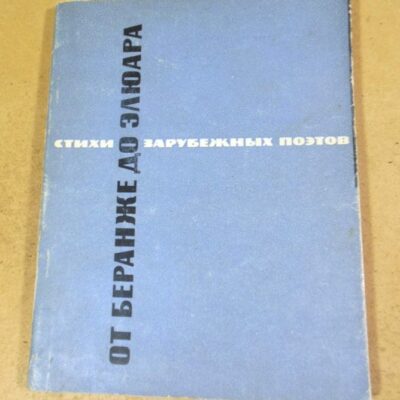 ОТ БЕРАНЖЕ ДО ЭЛЮАРА
СТИХИ ЗАРУБЕЖНЫХ ПОЭТОВ